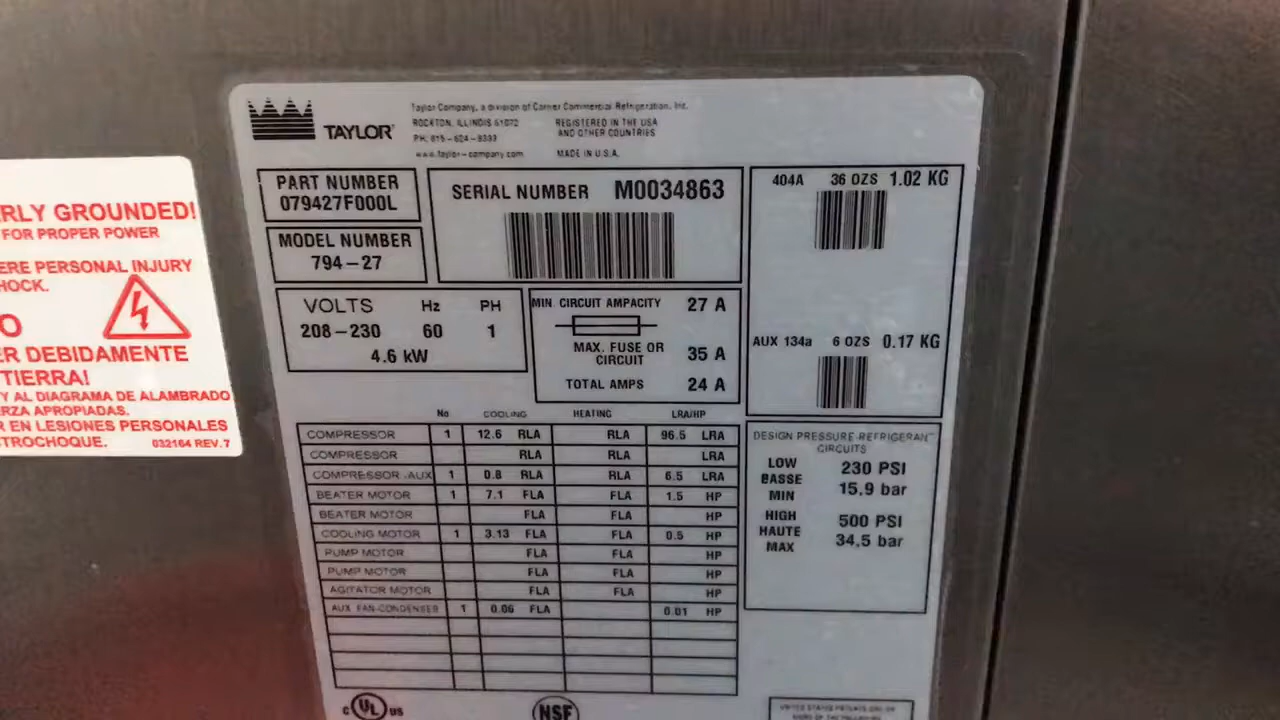 TAYLOR
Taylor Company, a division of Carrier Commercial Refrigeration, Inc.
ROCKTON, ILLINOIS 61072
PH. 815-624-8333
www.taylor-company.com
REGISTERED IN THE USA
AND OTHER COUNTRIES
MADE IN U.S.A.
PART NUMBER
079427F000L
MODEL NUMBER
794-27
SERIAL NUMBER M0034863
404A 36 OZS 1.02 KG
AUX 134a 6 OZS 0.17 KG
VOLTS Hz PH
208-230 60 1
4.6 kW
MIN. CIRCUIT AMPACITY 27 A
MAX. FUSE OR
CIRCUIT 35 A
TOTAL AMPS 24 A
No COOLING HEATING LRA/HP
COMPRESSOR 1 12.6 RLA RLA 96.5 LRA
COMPRESSOR RLA RLA LRA
COMPRESSOR-AUX 1 0.8 RLA RLA 6.5 LRA
BEATER MOTOR 1 7.1 FLA FLA 1.5 HP
BEATER MOTOR FLA FLA HP
COOLING MOTOR 1 3.13 FLA FLA 0.5 HP
PUMP MOTOR FLA FLA HP
PUMP MOTOR FLA FLA HP
AGITATOR MOTOR FLA FLA HP
AUX FAN-CONDENSER 1 0.06 FLA 0.01 HP
DESIGN PRESSURE-REFRIGERANT
CIRCUITS
LOW
BASSE
MIN
230 PSI
15.9 bar
HIGH
HAUTE
MAX
500 PSI
34,5 bar
C UL US
NSF
ERLY GROUNDED!
FOR PROPER POWER
ERE PERSONAL INJURY
HOCK.
O
ER DEBIDAMENTE
TIERRA!
Y AL DIAGRAMA DE ALAMBRADO
ERZA APROPIADAS.
R EN LESIONES PERSONALES
TROCHOQUE.
032164 REV.7